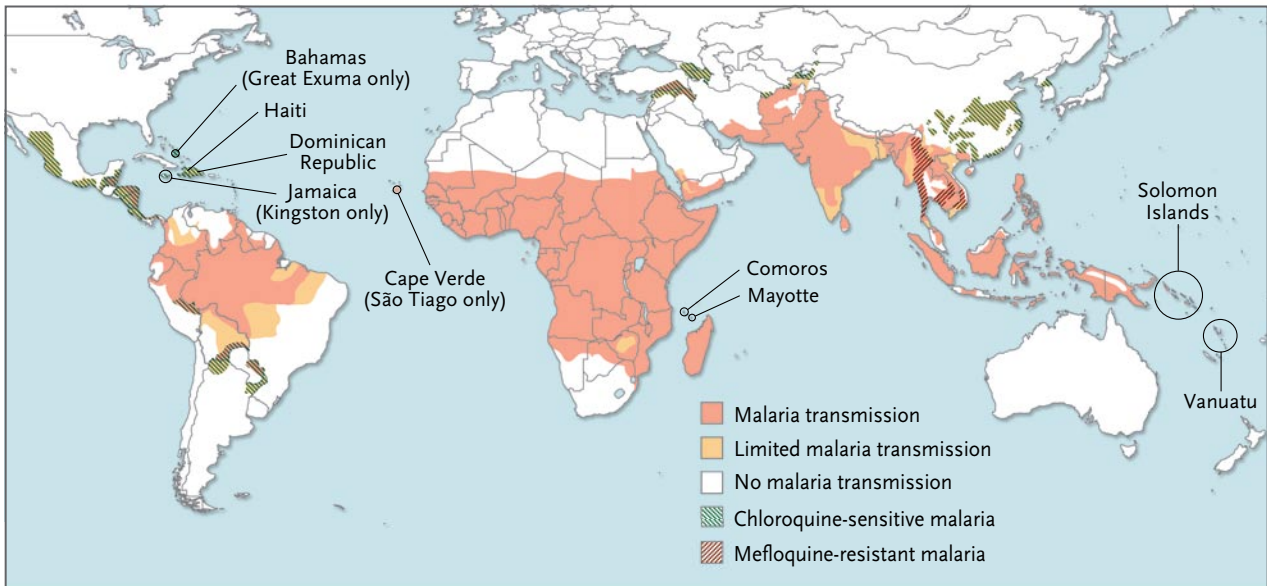 Bahamas
(Great Exuma only)
Haiti
Dominican
Republic
Jamaica
(Kingston only)
Cape Verde
(São Tiago only)
Comoros
Mayotte
Solomon
Islands
Vanuatu
Malaria transmission
Limited malaria transmission
No malaria transmission
Chloroquine-sensitive malaria
Mefloquine-resistant malaria